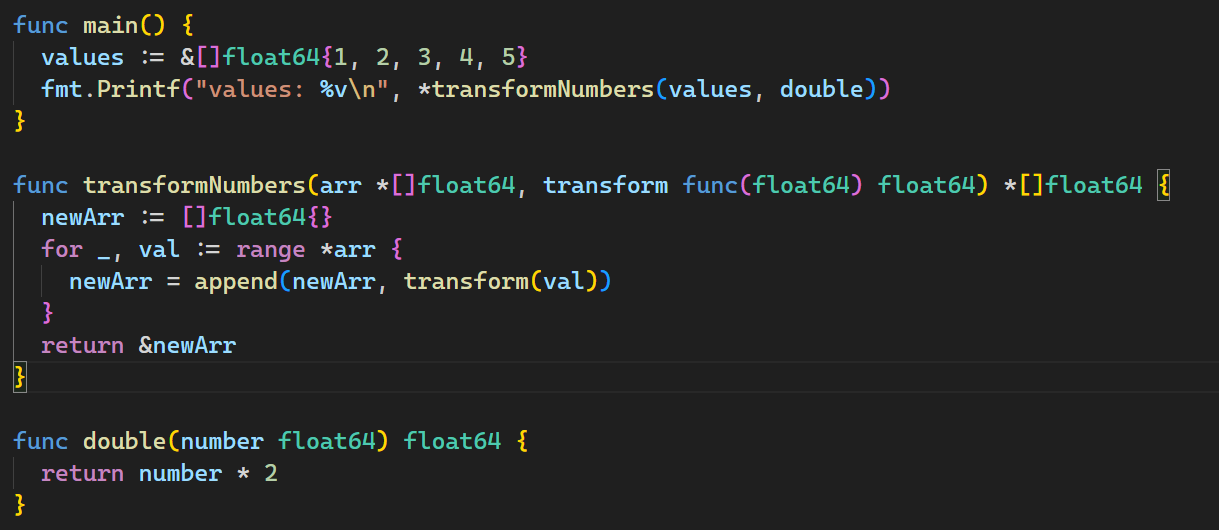 func main() {
  values := &[]float64{1, 2, 3, 4, 5}
  fmt.Printf("values: %v\n", *transformNumbers(values, double))
}

func transformNumbers(arr *[]float64, transform func(float64) float64) *[]float64 {
  newArr := []float64{}
  for _, val := range *arr {
    newArr = append(newArr, transform(val))
  }
  return &newArr
}

func double(number float64) float64 {
  return number * 2
}